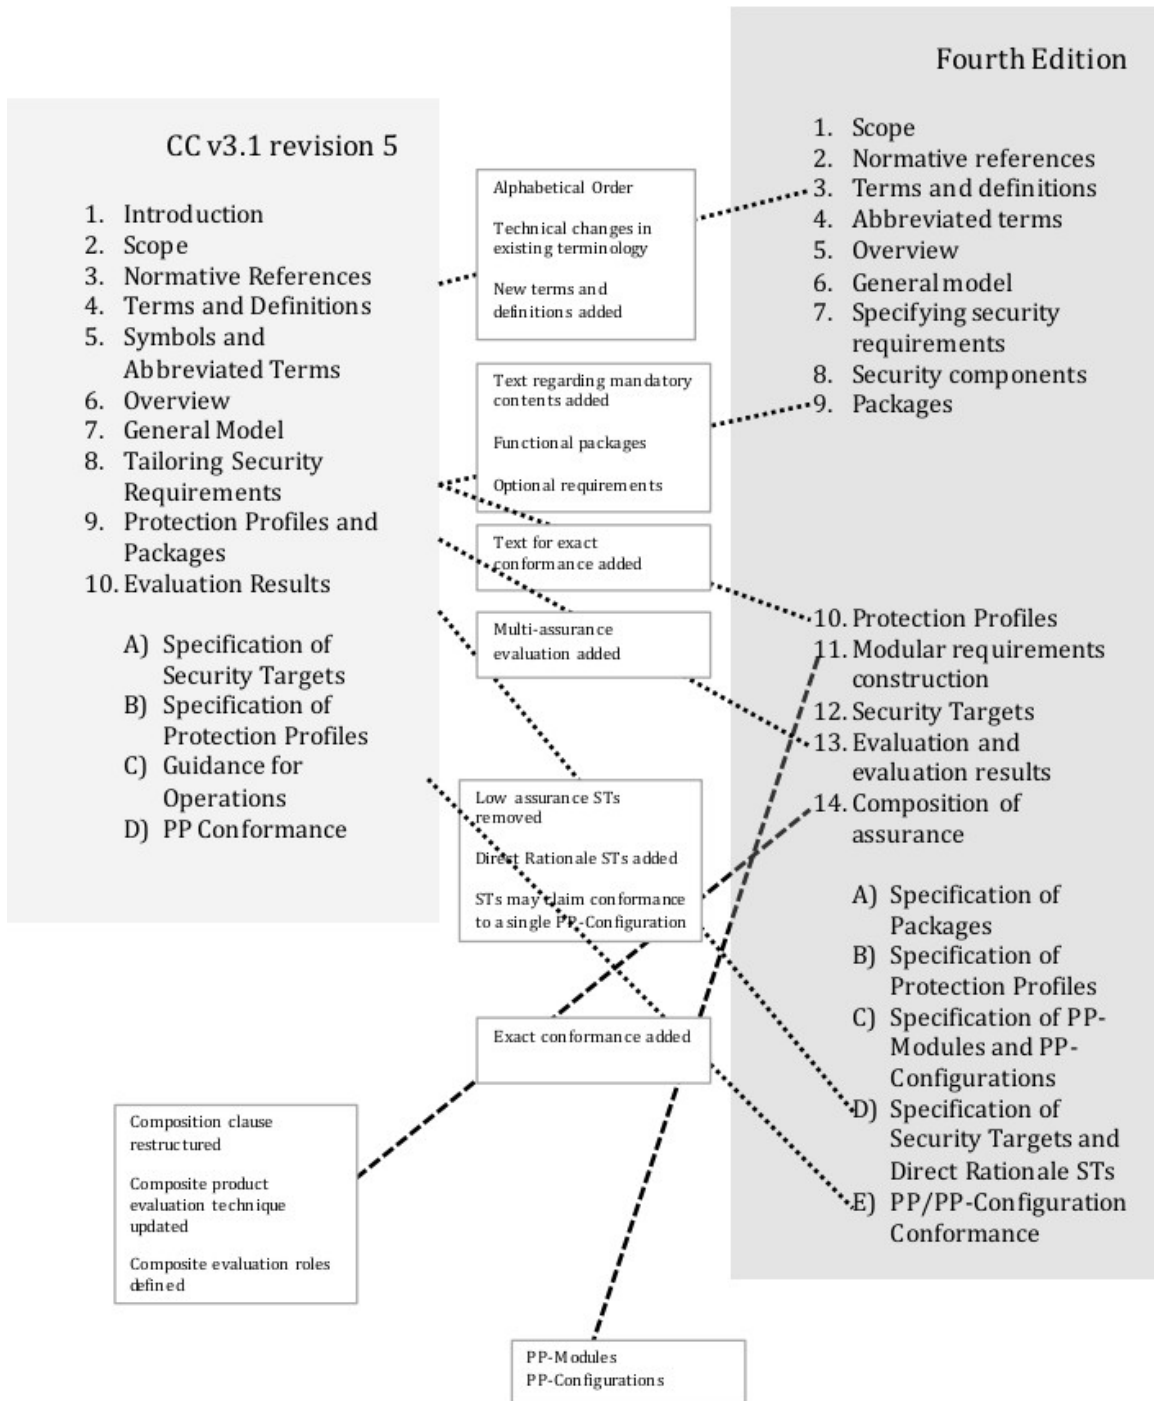 CC v3.1 revision 5
1. Introduction
2. Scope
3. Normative References
4. Terms and Definitions
5. Symbols and
Abbreviated Terms
6. Overview
7. General Model
8. Tailoring Security
Requirements
9. Protection Profiles and
Packages
10. Evaluation Results
A) Specification of
Security Targets
B) Specification of
Protection Profiles
C) Guidance for
Operations
D) PP Conformance
Alphabetical Order
Technical changes in
existing terminology
New terms and
definitions added
Text regarding mandatory
contents added
Functional packages
Optional requirements
Text for exact
conformance added
Multi-assurance
evaluation added
Low assurance STs
removed
Direct Rationale STs added
STs may claim conformance
to a single PP-Configuration
Exact conformance added
Composition clause
restructured
Composite product
evaluation technique
updated
Composite evaluation roles
defined
PP-Modules
PP-Configurations
Fourth Edition
1. Scope
2. Normative references
3. Terms and definitions
4. Abbreviated terms
5. Overview
6. General model
7. Specifying security
requirements
8. Security components
9. Packages
10. Protection Profiles
11. Modular requirements
construction
12. Security Targets
13. Evaluation and
evaluation results
14. Composition of
assurance
A) Specification of
Packages
B) Specification of
Protection Profiles
C) Specification of PP-
Modules and PP-
Configurations
D) Specification of
Security Targets and
Direct Rationale STs
E) PP/PP-Configuration
Conformance